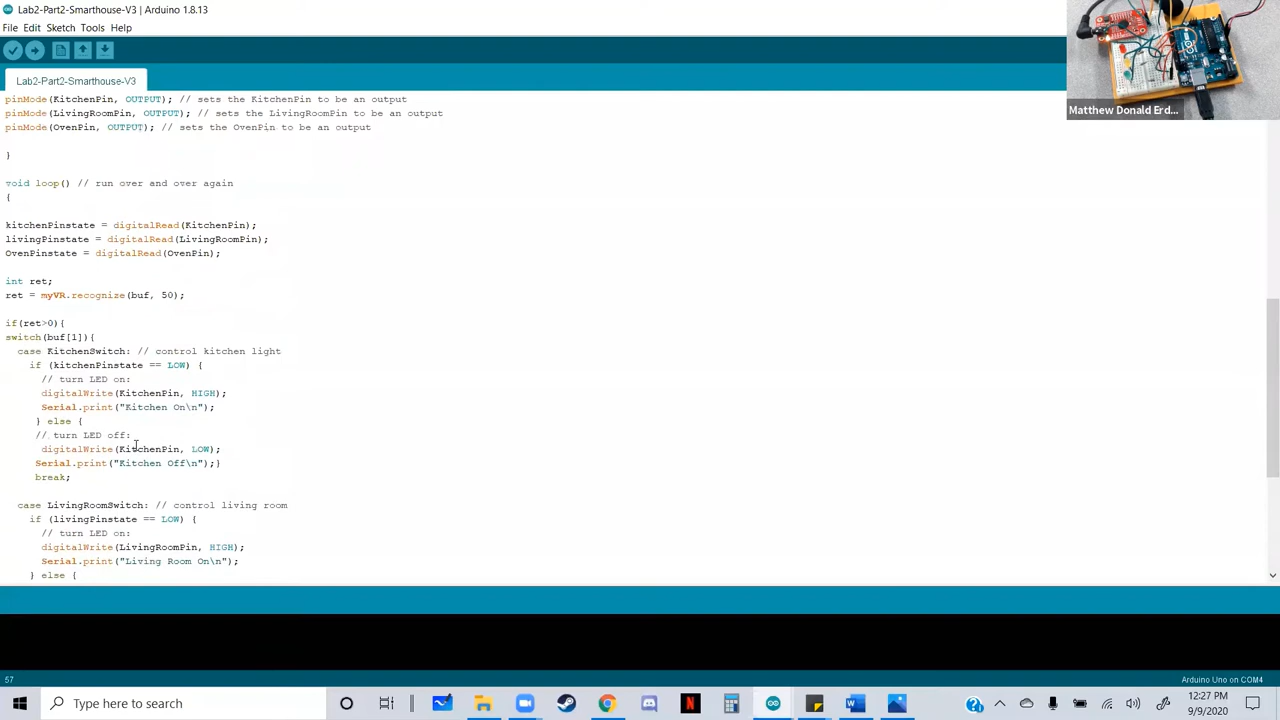 Lab2-Part2-Smarthouse-V3 | Arduino 1.8.13
File Edit Sketch Tools Help
Lab2-Part2-Smarthouse-V3
pinMode(KitchenPin, OUTPUT); // sets the KitchenPin to be an output
pinMode(LivingRoomPin, OUTPUT); // sets the LivingRoomPin to be an output
pinMode(OvenPin, OUTPUT); // sets the OvenPin to be an output
}
void loop() // run over and over again
{
kitchenPinstate = digitalRead(KitchenPin);
livingPinstate = digitalRead(LivingRoomPin);
OvenPinstate = digitalRead(OvenPin);
int ret;
ret = myVR.recognize(buf, 50);
if(ret>0){
switch(buf[1]){
case KitchenSwitch: // control kitchen light
if (kitchenPinstate == LOW) {
// turn LED on:
digitalWrite(KitchenPin, HIGH);
Serial.print("Kitchen On\n");
} else {
// turn LED off:
digitalWrite(KitchenPin, LOW);
Serial.print("Kitchen Off\n");}
break;
case LivingRoomSwitch: // control living room
if (livingPinstate == LOW) {
// turn LED on:
digitalWrite(LivingRoomPin, HIGH);
Serial.print("Living Room On\n");
} else {
Matthew Donald Erd...
57
Arduino Uno on COM4
Type here to search
12:27 PM
9/9/2020